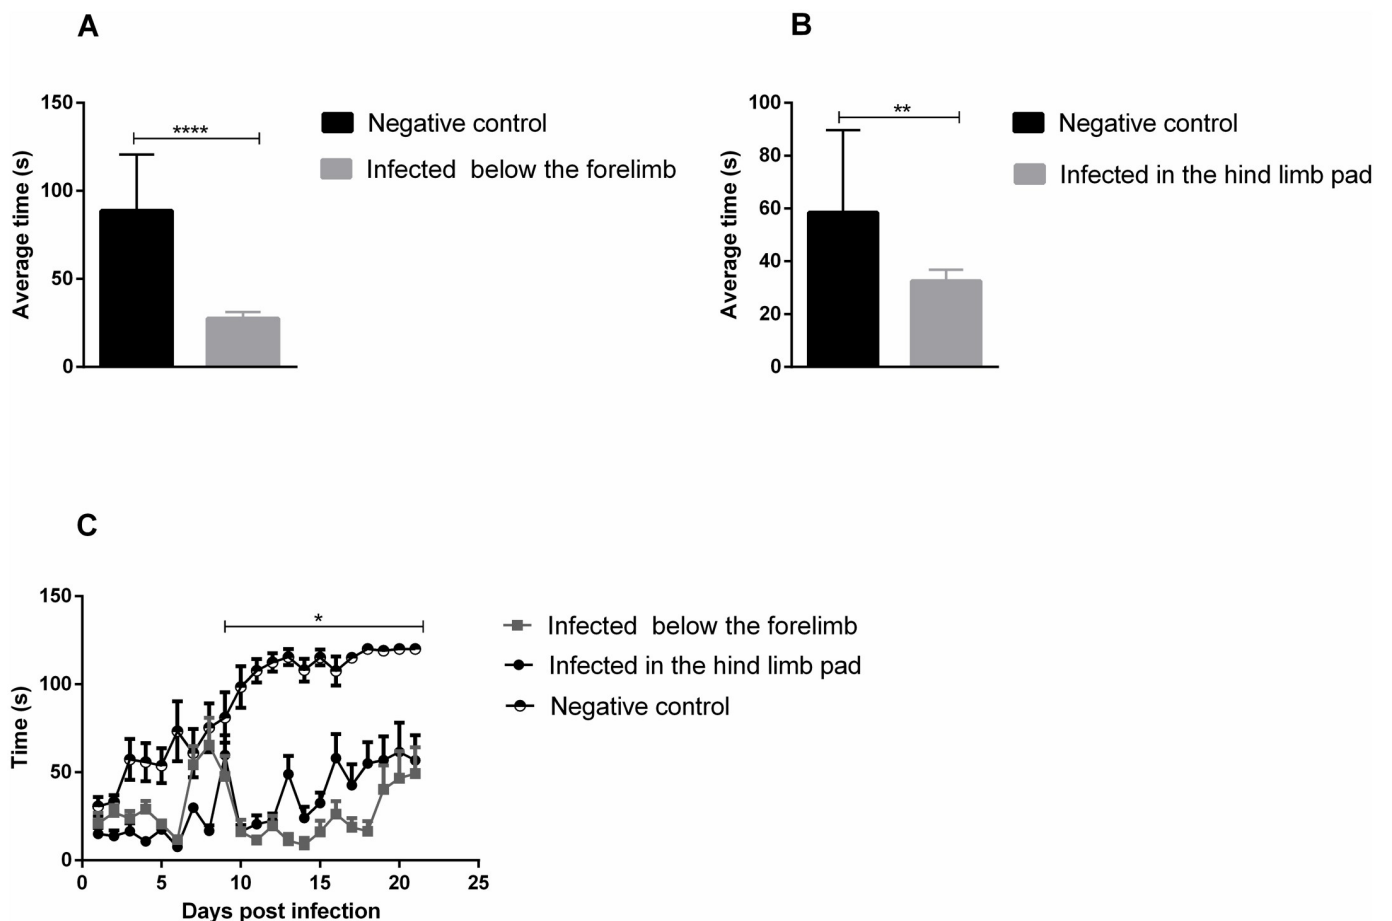 A
150
100
50
0
Average time (s)
****
Negative control
Infected below the forelimb
B
100
80
60
40
20
0
Average time (s)
**
Negative control
Infected in the hind limb pad
C
150
100
50
0
Time (s)
*
0 5 10 15 20 25
Days post infection
Infected below the forelimb
Infected in the hind limb pad
Negative control